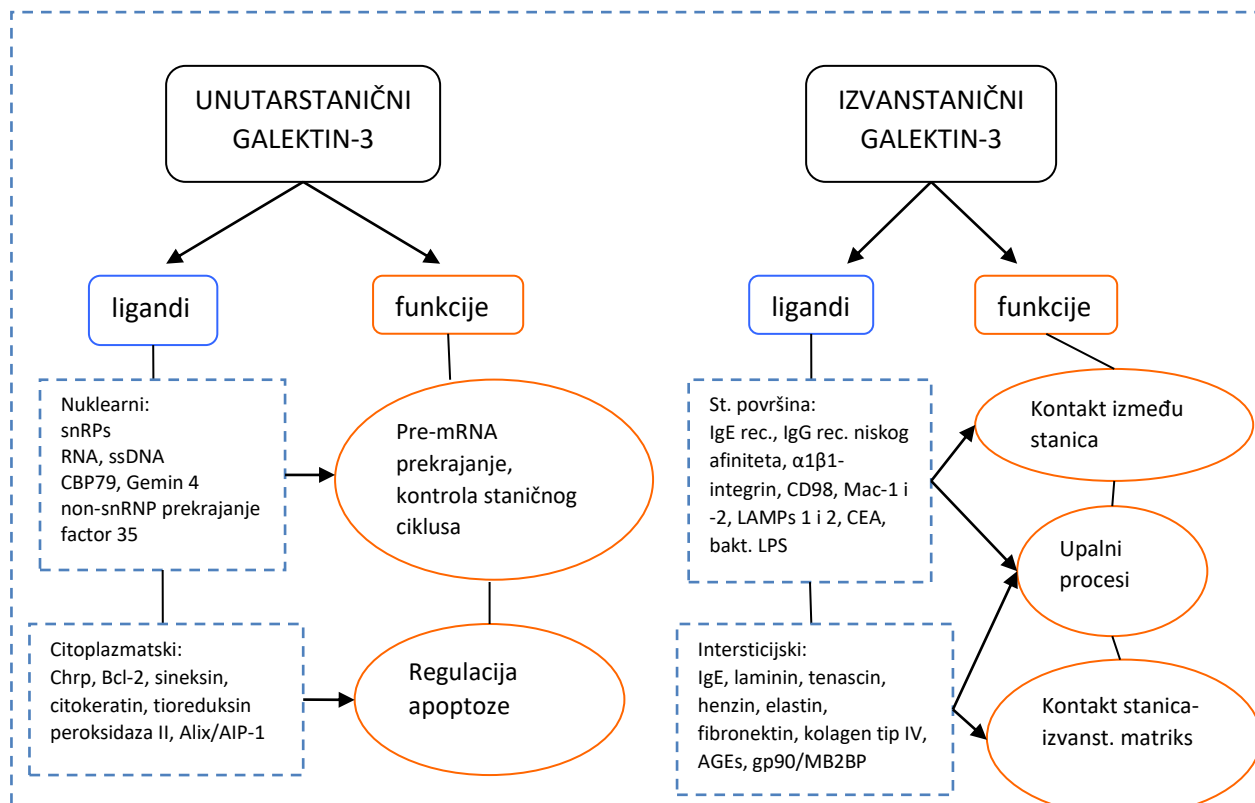 UNUTARSTANIČNI
GALEKTIN-3
ligandi
funkcije
Nuklearni:
snRPs
RNA, ssDNA
CBP79, Gemin 4
non-snRNP prekrajanje
factor 35
Pre-mRNA
prekrajanje,
kontrola staničnog
ciklusa
Citoplazmatski:
Chrp, Bcl-2, sineksin,
citokeratin, tioreduksin
peroksidaza II, Alix/AIP-1
Regulacija
apoptoze
IZVANSTANIČNI
GALEKTIN-3
ligandi
funkcije
St. površina:
IgE rec., IgG rec. niskog
afiniteta, α1β1-
integrin, CD98, Mac-1 i
-2, LAMPs 1 i 2, CEA,
bakt. LPS
Kontakt između
stanica
Upalni
procesi
Intersticijski:
IgE, laminin, tenascin,
henzin, elastin,
fibronektin, kolagen tip IV,
AGEs, gp90/MB2BP
Kontakt stanica-
izvanst. matriks